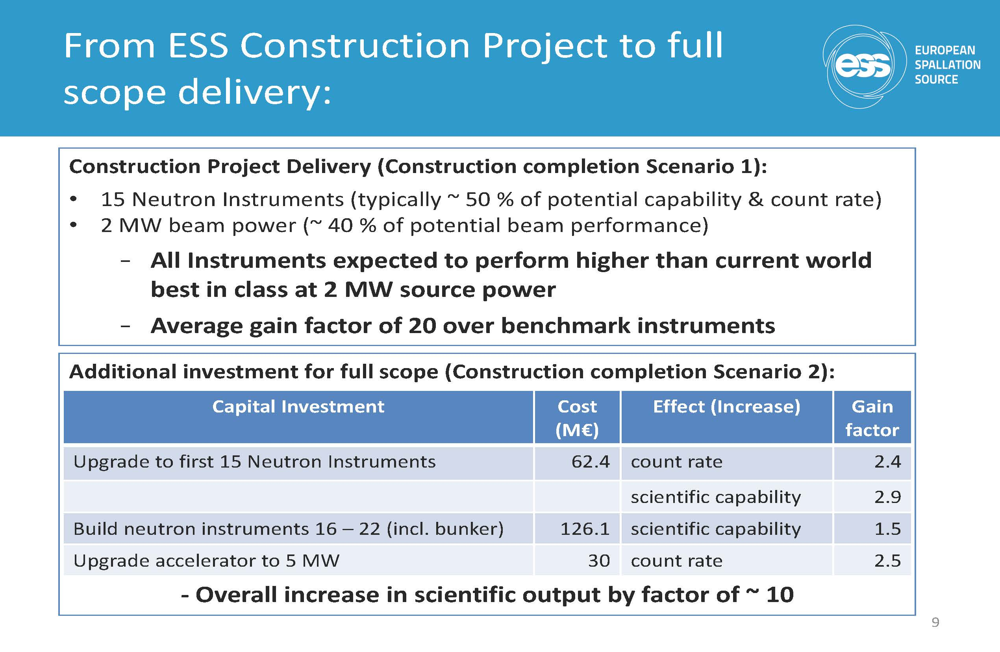 From ESS Construction Project to full
scope delivery:
ess
EUROPEAN
SPALLATION
SOURCE
Construction Project Delivery (Construction completion Scenario 1):
• 15 Neutron Instruments (typically ~ 50 % of potential capability & count rate)
• 2 MW beam power (~ 40 % of potential beam performance)
– All Instruments expected to perform higher than current world
best in class at 2 MW source power
– Average gain factor of 20 over benchmark instruments
Additional investment for full scope (Construction completion Scenario 2):
Capital Investment Cost Effect (Increase) Gain
(M€) factor
Upgrade to first 15 Neutron Instruments 62.4 count rate 2.4
scientific capability 2.9
Build neutron instruments 16 – 22 (incl. bunker) 126.1 scientific capability 1.5
Upgrade accelerator to 5 MW 30 count rate 2.5
- Overall increase in scientific output by factor of ~ 10
9